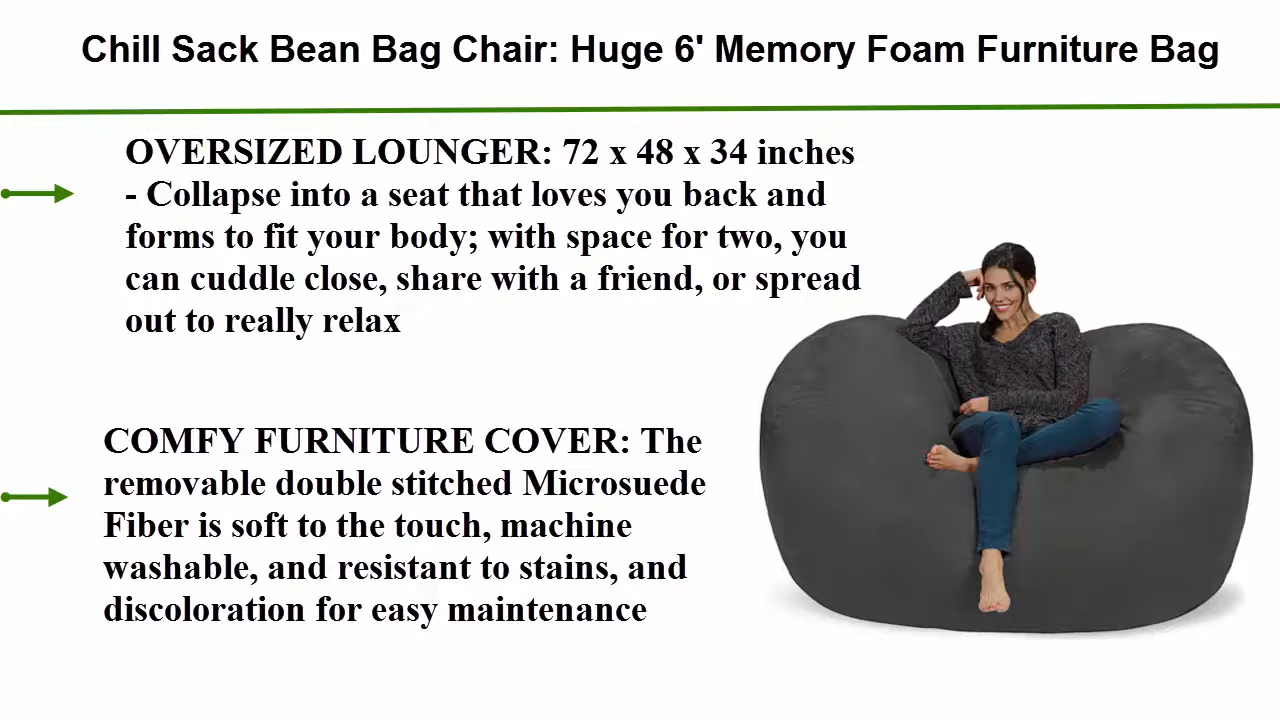 Chill Sack Bean Bag Chair: Huge 6' Memory Foam Furniture Bag
OVERSIZED LOUNGER: 72 x 48 x 34 inches
- Collapse into a seat that loves you back and
forms to fit your body; with space for two, you
can cuddle close, share with a friend, or spread
out to really relax
COMFY FURNITURE COVER: The
removable double stitched Microsuede
Fiber is soft to the touch, machine
washable, and resistant to stains, and
discoloration for easy maintenance